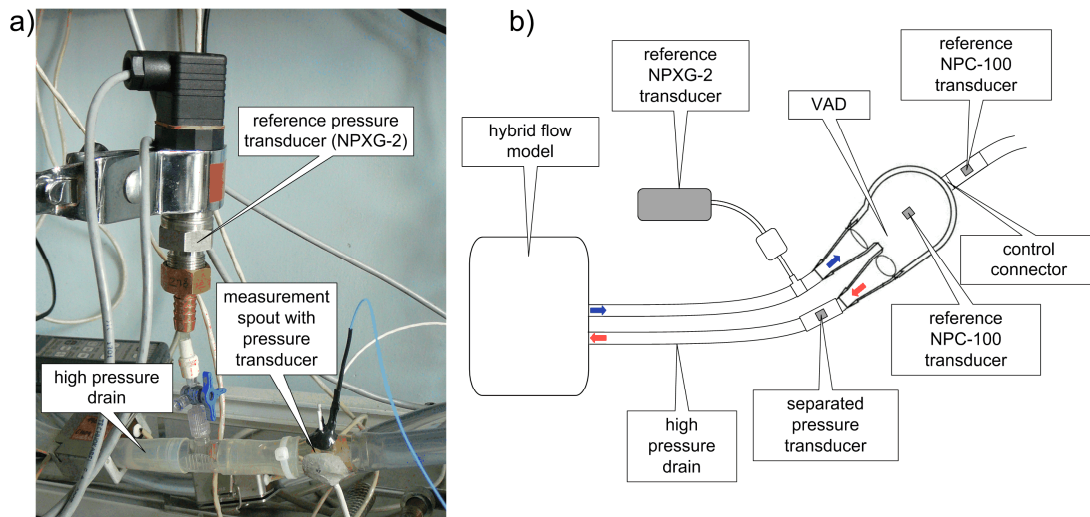 a)
reference pressure
transducer (NPXG-2)
measurement
spout with
pressure
transducer
high pressure
drain
b)
reference
NPXG-2
transducer
reference
NPC-100
transducer
VAD
hybrid flow
model
control
connector
reference
NPC-100
transducer
separated
pressure
transducer
high
pressure
drain